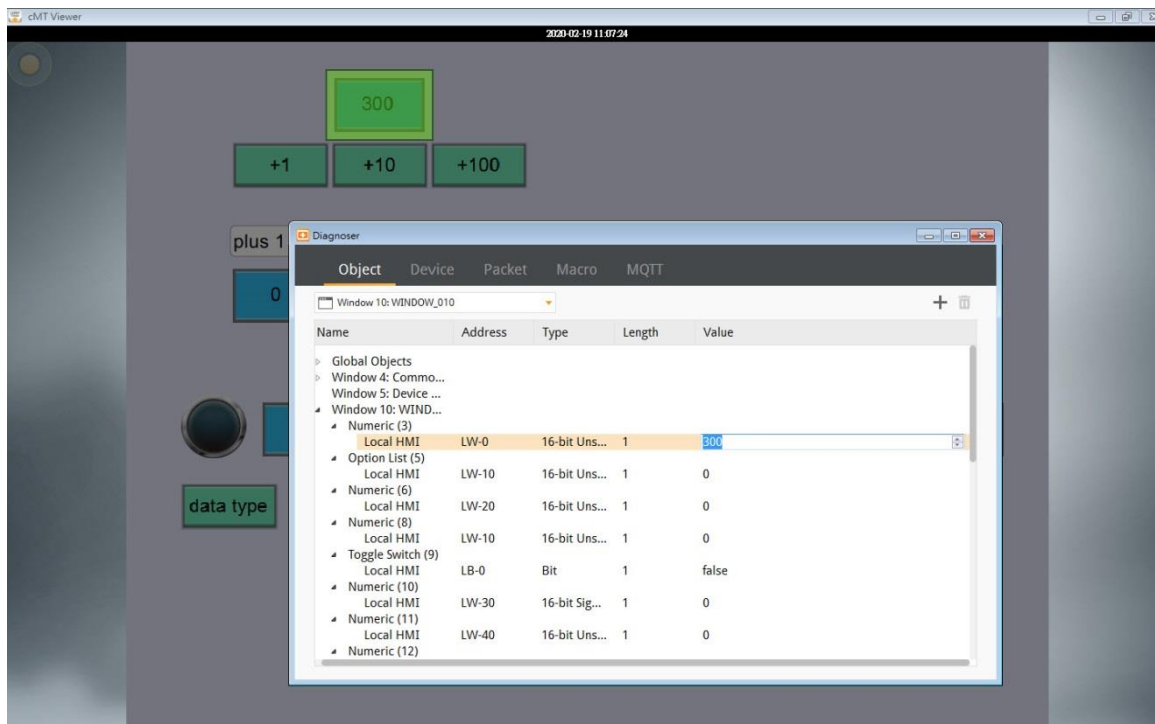 cMT Viewer
2020-02-19 11:07:24
300
+1 +10 +100
plus 1
0
data type
Diagnoser
Object Device Packet Macro MQTT
Window 10: WINDOW_010
Name Address Type Length Value
Global Objects
Window 4: Commo...
Window 5: Device ...
Window 10: WIND...
Numeric (3)
Local HMI LW-0 16-bit Uns... 1 300
Option List (5)
Local HMI LW-10 16-bit Uns... 1 0
Numeric (6)
Local HMI LW-20 16-bit Uns... 1 0
Numeric (8)
Local HMI LW-10 16-bit Uns... 1 0
Toggle Switch (9)
Local HMI LB-0 Bit 1 false
Numeric (10)
Local HMI LW-30 16-bit Sig... 1 0
Numeric (11)
Local HMI LW-40 16-bit Uns... 1 0
Numeric (12)